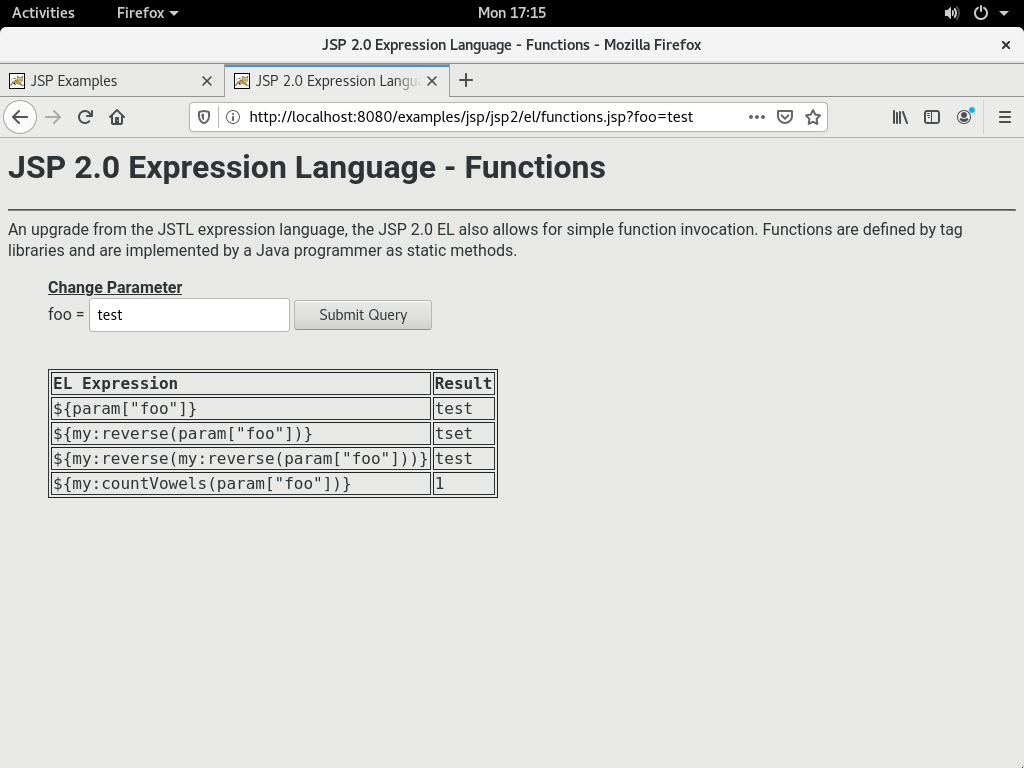 Activities Firefox Mon 17:15
JSP 2.0 Expression Language - Functions - Mozilla Firefox
JSP Examples JSP 2.0 Expression Langu
http://localhost:8080/examples/jsp/jsp2/el/functions.jsp?foo=test
JSP 2.0 Expression Language - Functions
An upgrade from the JSTL expression language, the JSP 2.0 EL also allows for simple function invocation. Functions are defined by tag
libraries and are implemented by a Java programmer as static methods.
Change Parameter
foo = test Submit Query
EL Expression Result
${param["foo"]} test
${my:reverse(param["foo"])} tset
${my:reverse(my:reverse(param["foo"]))} test
${my:countVowels(param["foo"])} 1